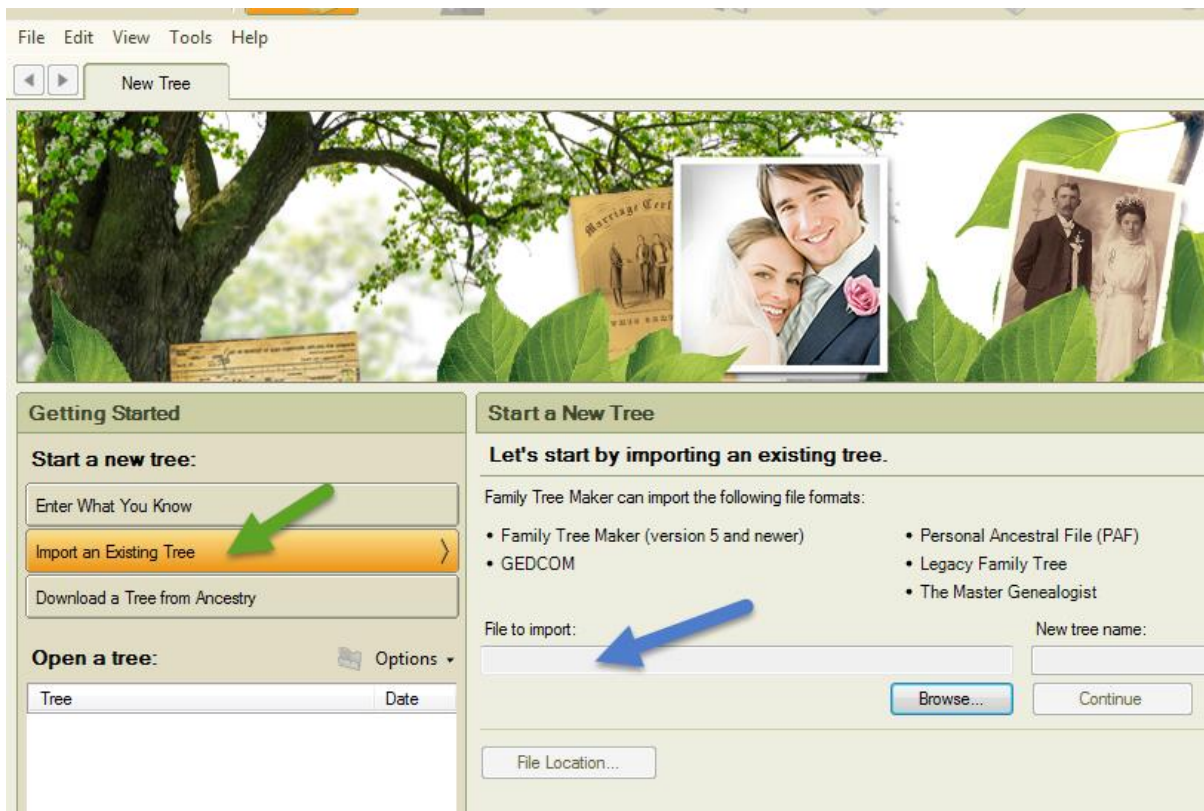 File Edit View Tools Help
New Tree
Marriage Cert
Getting Started
Start a new tree:
Enter What You Know
Import an Existing Tree
Download a Tree from Ancestry
Open a tree:
Options
Tree Date
Start a New Tree
Let's start by importing an existing tree.
Family Tree Maker can import the following file formats:
• Family Tree Maker (version 5 and newer)
• GEDCOM
• Personal Ancestral File (PAF)
• Legacy Family Tree
• The Master Genealogist
File to import:
New tree name:
Browse... Continue
File Location...